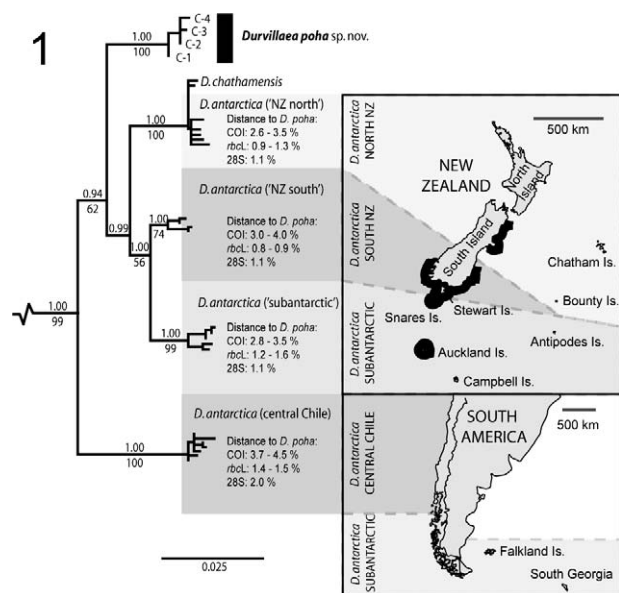 1
C-4
C-3
C-2
C-1
Durvillaea poha sp. nov.
1.00
100
D. chathamensis
D. antarctica ('NZ north')
Distance to D. poha:
COI: 2.6 - 3.5 %
rbcL: 0.9 - 1.3 %
28S: 1.1 %
1.00
100
0.94
62
D. antarctica ('NZ south')
Distance to D. poha:
COI: 3.0 - 4.0 %
rbcL: 0.8 - 0.9 %
28S: 1.1 %
0.99
1.00
74
1.00
56
1.00
99
D. antarctica ('subantarctic')
Distance to D. poha:
COI: 2.8 - 3.5 %
rbcL: 1.2 - 1.6 %
28S: 1.1 %
1.00
99
D. antarctica (central Chile)
Distance to D. poha:
COI: 3.7 - 4.5 %
rbcL: 1.4 - 1.5 %
28S: 2.0 %
1.00
100
0.025
D. antarctica
NORTH NZ
D. antarctica
SOUTH NZ
D. antarctica
SUBANTARCTIC
500 km
NEW
ZEALAND
North
Island
South Island
Chatham Is.
Bounty Is.
Stewart Is.
Snares Is.
Antipodes Is.
Auckland Is.
Campbell Is.
D. antarctica
CENTRAL CHILE
D. antarctica
SUBANTARCTIC
SOUTH
AMERICA
500 km
Falkland Is.
South Georgia